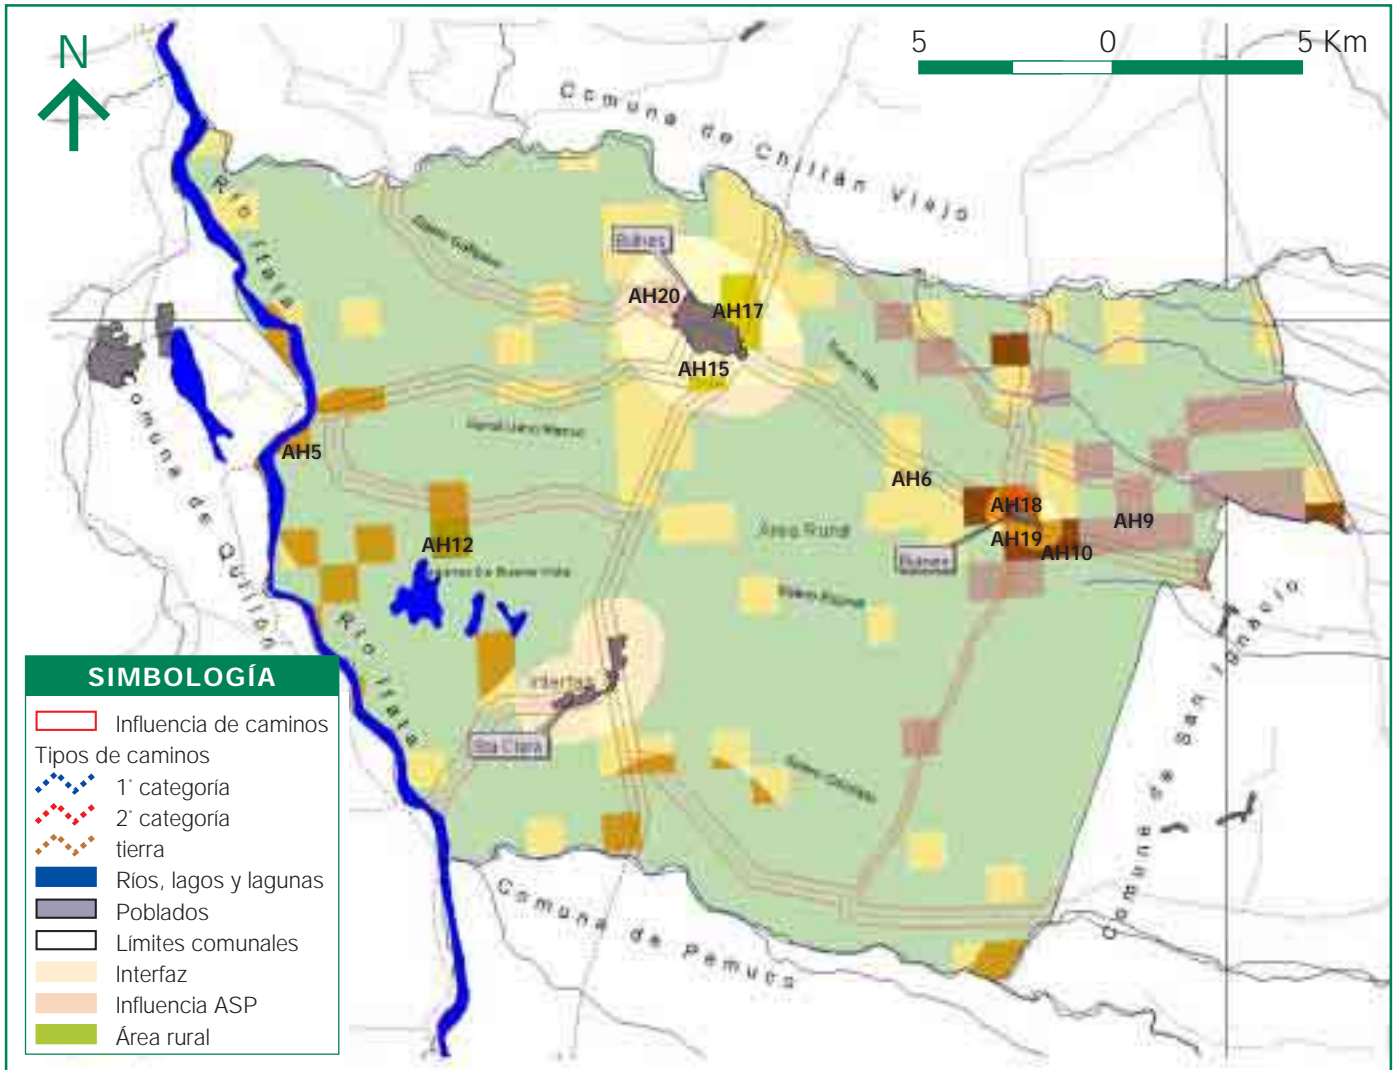 N
5 0 5 Km
Comuna de Chillán Viejo
Río Itata
Bulnes
AH20
AH17
AH15
Comuna de Quillón
AH5
AH6
AH18
AH9
Área Rural
AH19
AH10
AH12
Bulnes
Río Itata
Interfaz
Sta Clara
Comuna de San Ignacio
Comuna de Pemuco
SIMBOLOGÍA
Influencia de caminos
Tipos de caminos
1° categoría
2° categoría
tierra
Ríos, lagos y lagunas
Poblados
Límites comunales
Interfaz
Influencia ASP
Área rural